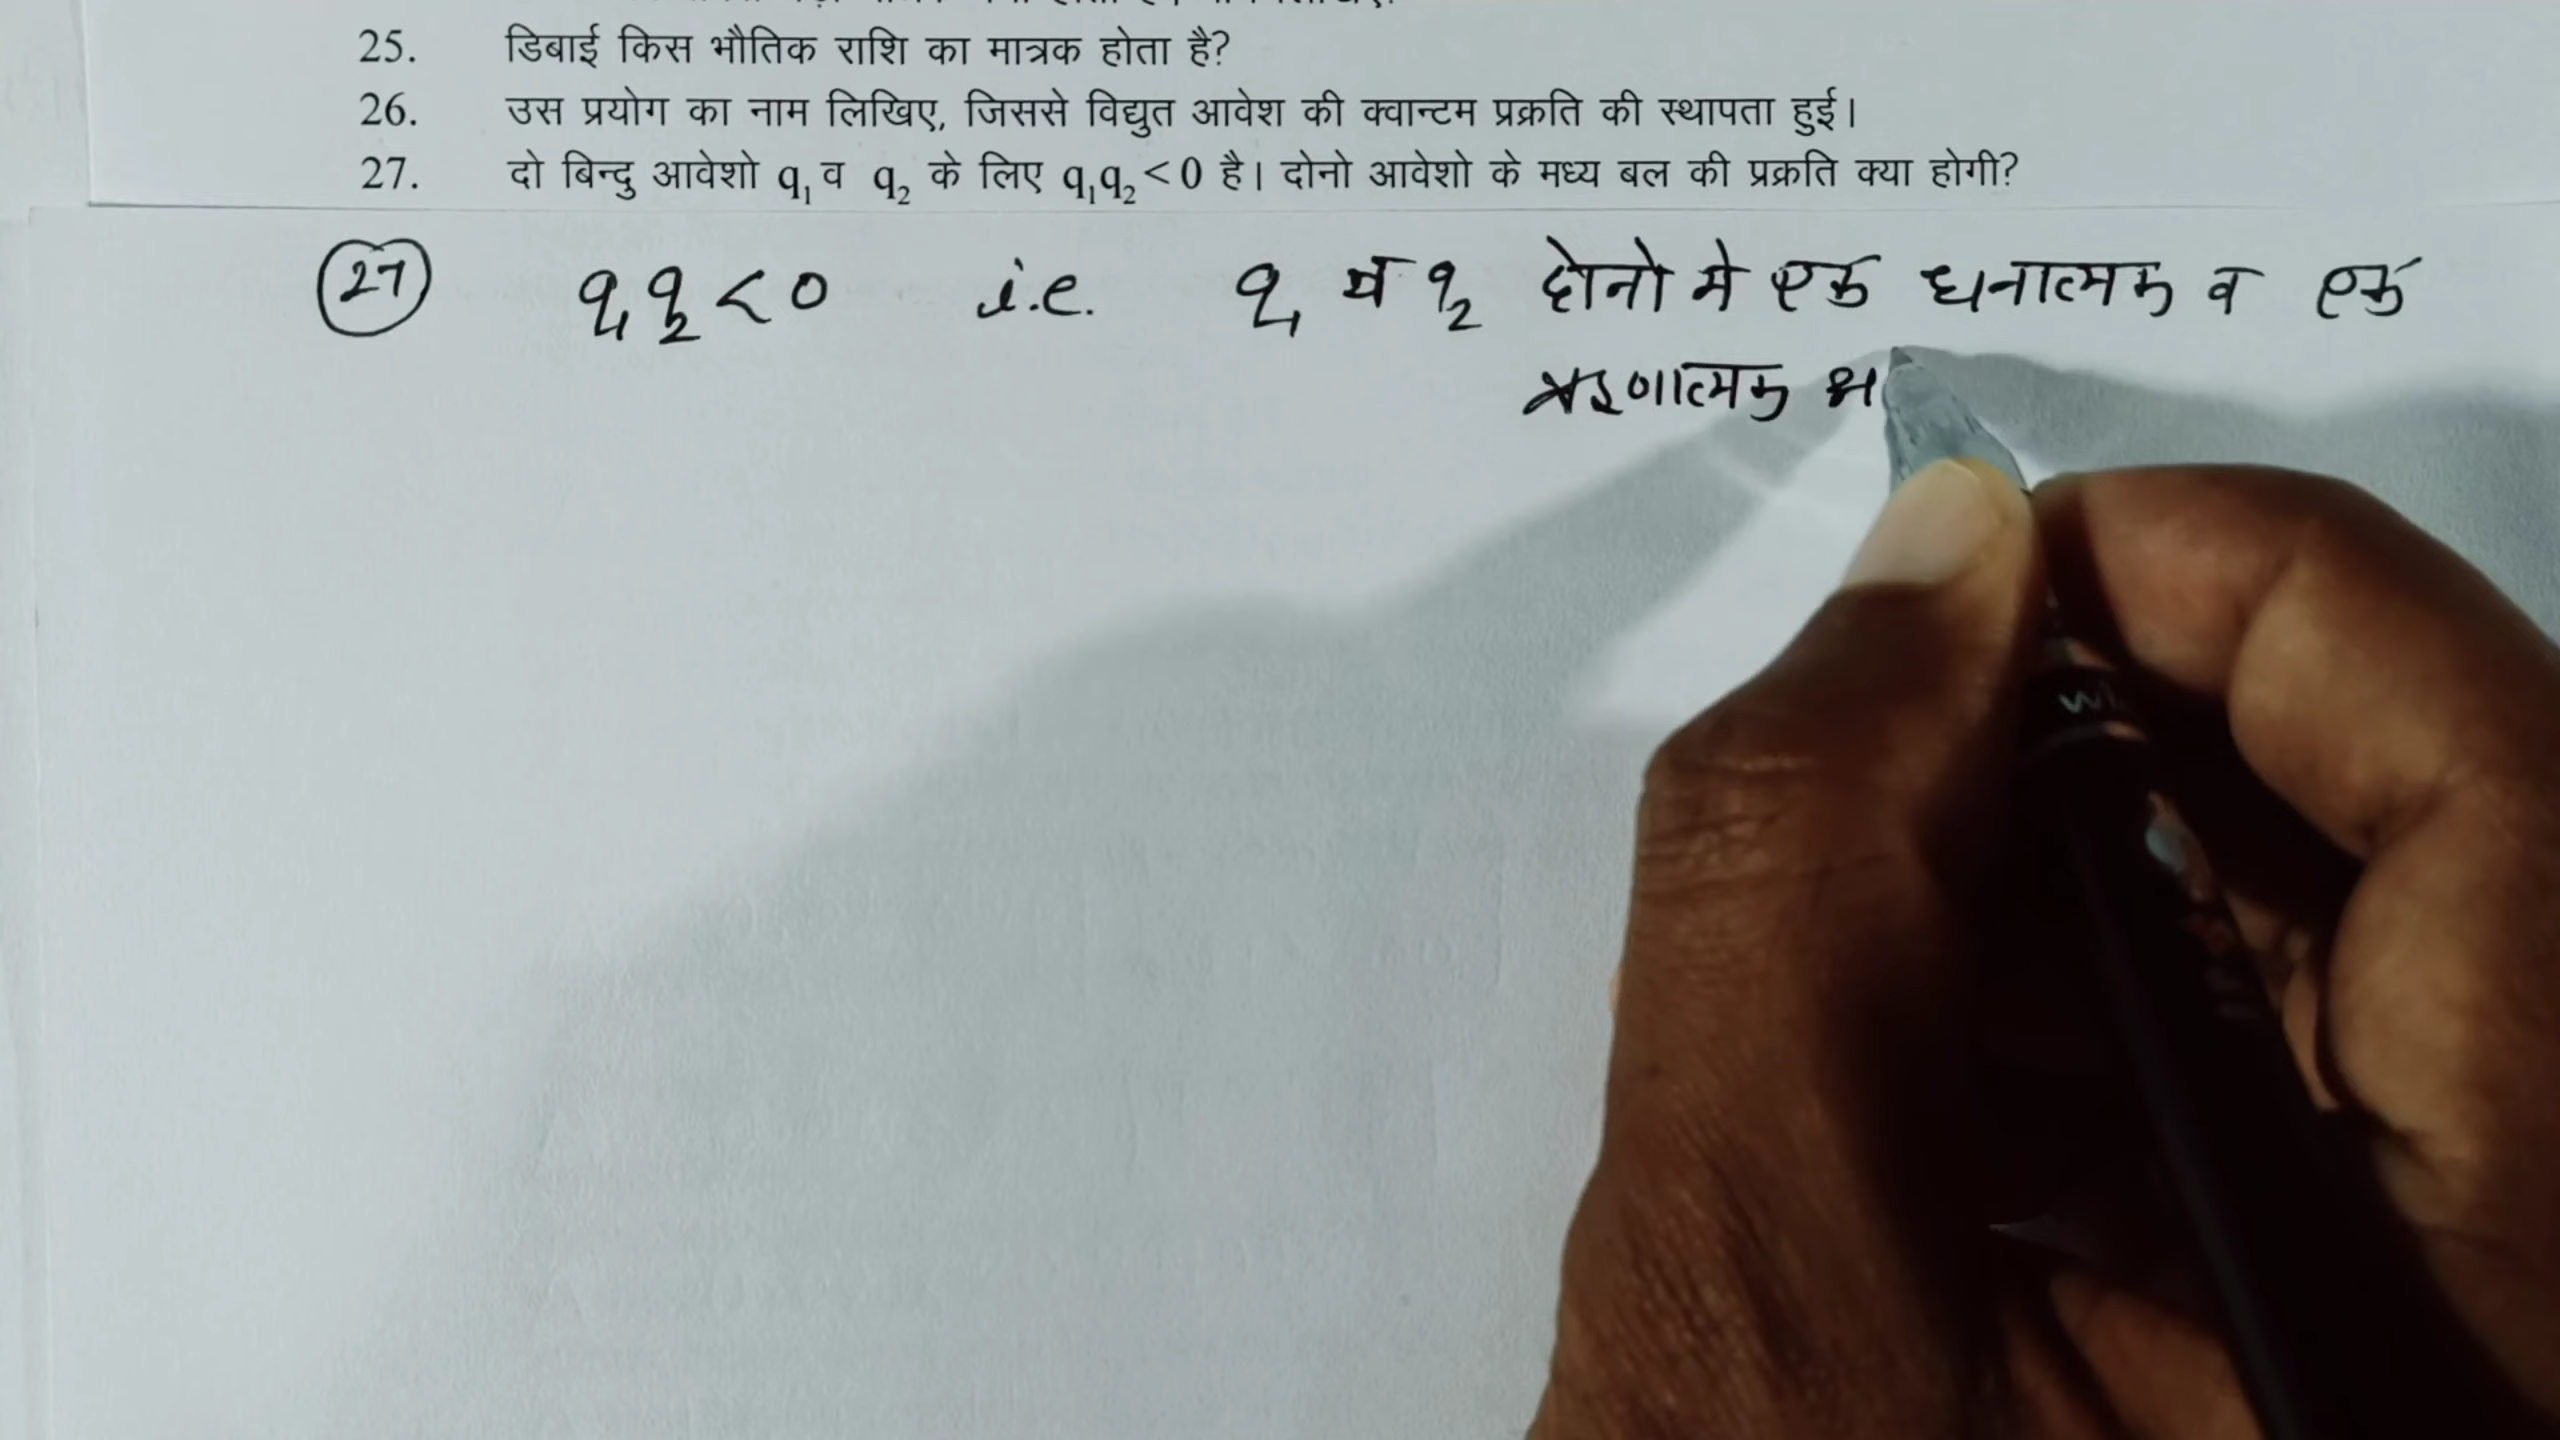 25. डिबाई किस भौतिक राशि का मात्रक होता है?
26. उस प्रयोग का नाम लिखिए, जिससे विद्युत आवेश की क्वान्टम प्रक्रति की स्थापता हुई।
27. दो बिन्दु आवेशो q₁ व q₂ के लिए q₁q₂ < 0 है। दोनो आवेशो के मध्य बल की प्रक्रति क्या होगी?
27 q₁q₂ < 0 i.e. q₁ व q₂ दोनो मे एक धनात्मक व एक
ऋणात्मक